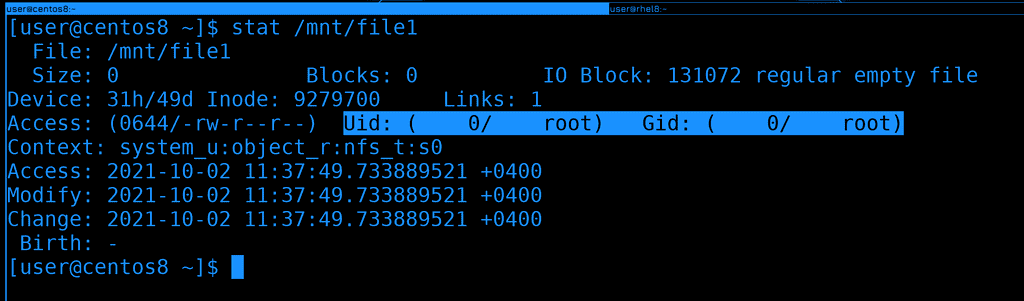 user@centos8:~ user@rhel8:~
[user@centos8 ~]$ stat /mnt/file1
  File: /mnt/file1
  Size: 0               Blocks: 0          IO Block: 131072 regular empty file
Device: 31h/49d Inode: 9279700     Links: 1
Access: (0644/-rw-r--r--)  Uid: (    0/    root)   Gid: (    0/    root)
Context: system_u:object_r:nfs_t:s0
Access: 2021-10-02 11:37:49.733889521 +0400
Modify: 2021-10-02 11:37:49.733889521 +0400
Change: 2021-10-02 11:37:49.733889521 +0400
 Birth: -
[user@centos8 ~]$